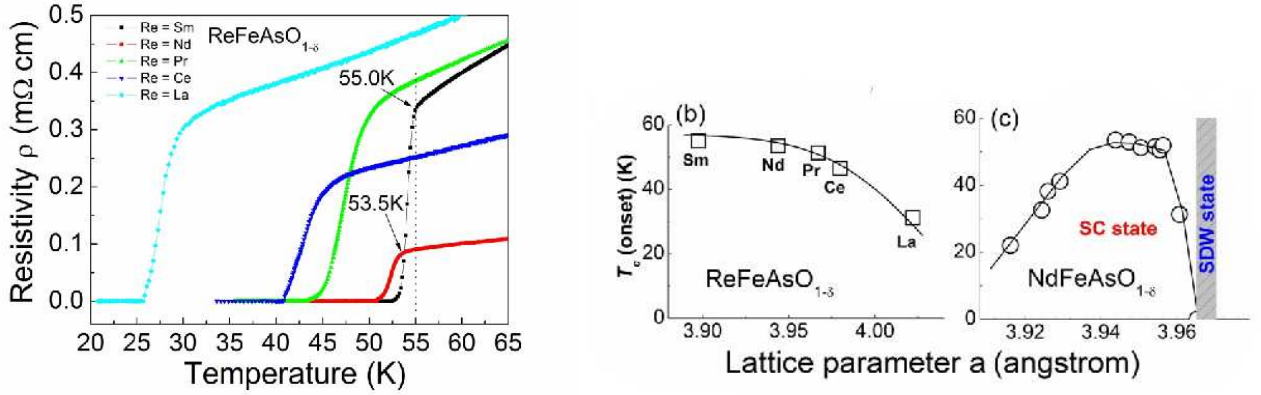 0.5
0.4
0.3
0.2
0.1
0.0
Resistivity ρ (mΩ cm)
Re = Sm
Re = Nd
Re = Pr
Re = Ce
Re = La
ReFeAsO1-δ
55.0K
53.5K
20 25 30 35 40 45 50 55 60 65
Temperature (K)
(b)
60
40
20
0
Tc (onset) (K)
Sm
Nd
Pr
Ce
La
ReFeAsO1-δ
3.90 3.95 4.00
(c)
60
40
20
0
SC state
SDW state
NdFeAsO1-δ
3.92 3.94 3.96
Lattice parameter a (angstrom)